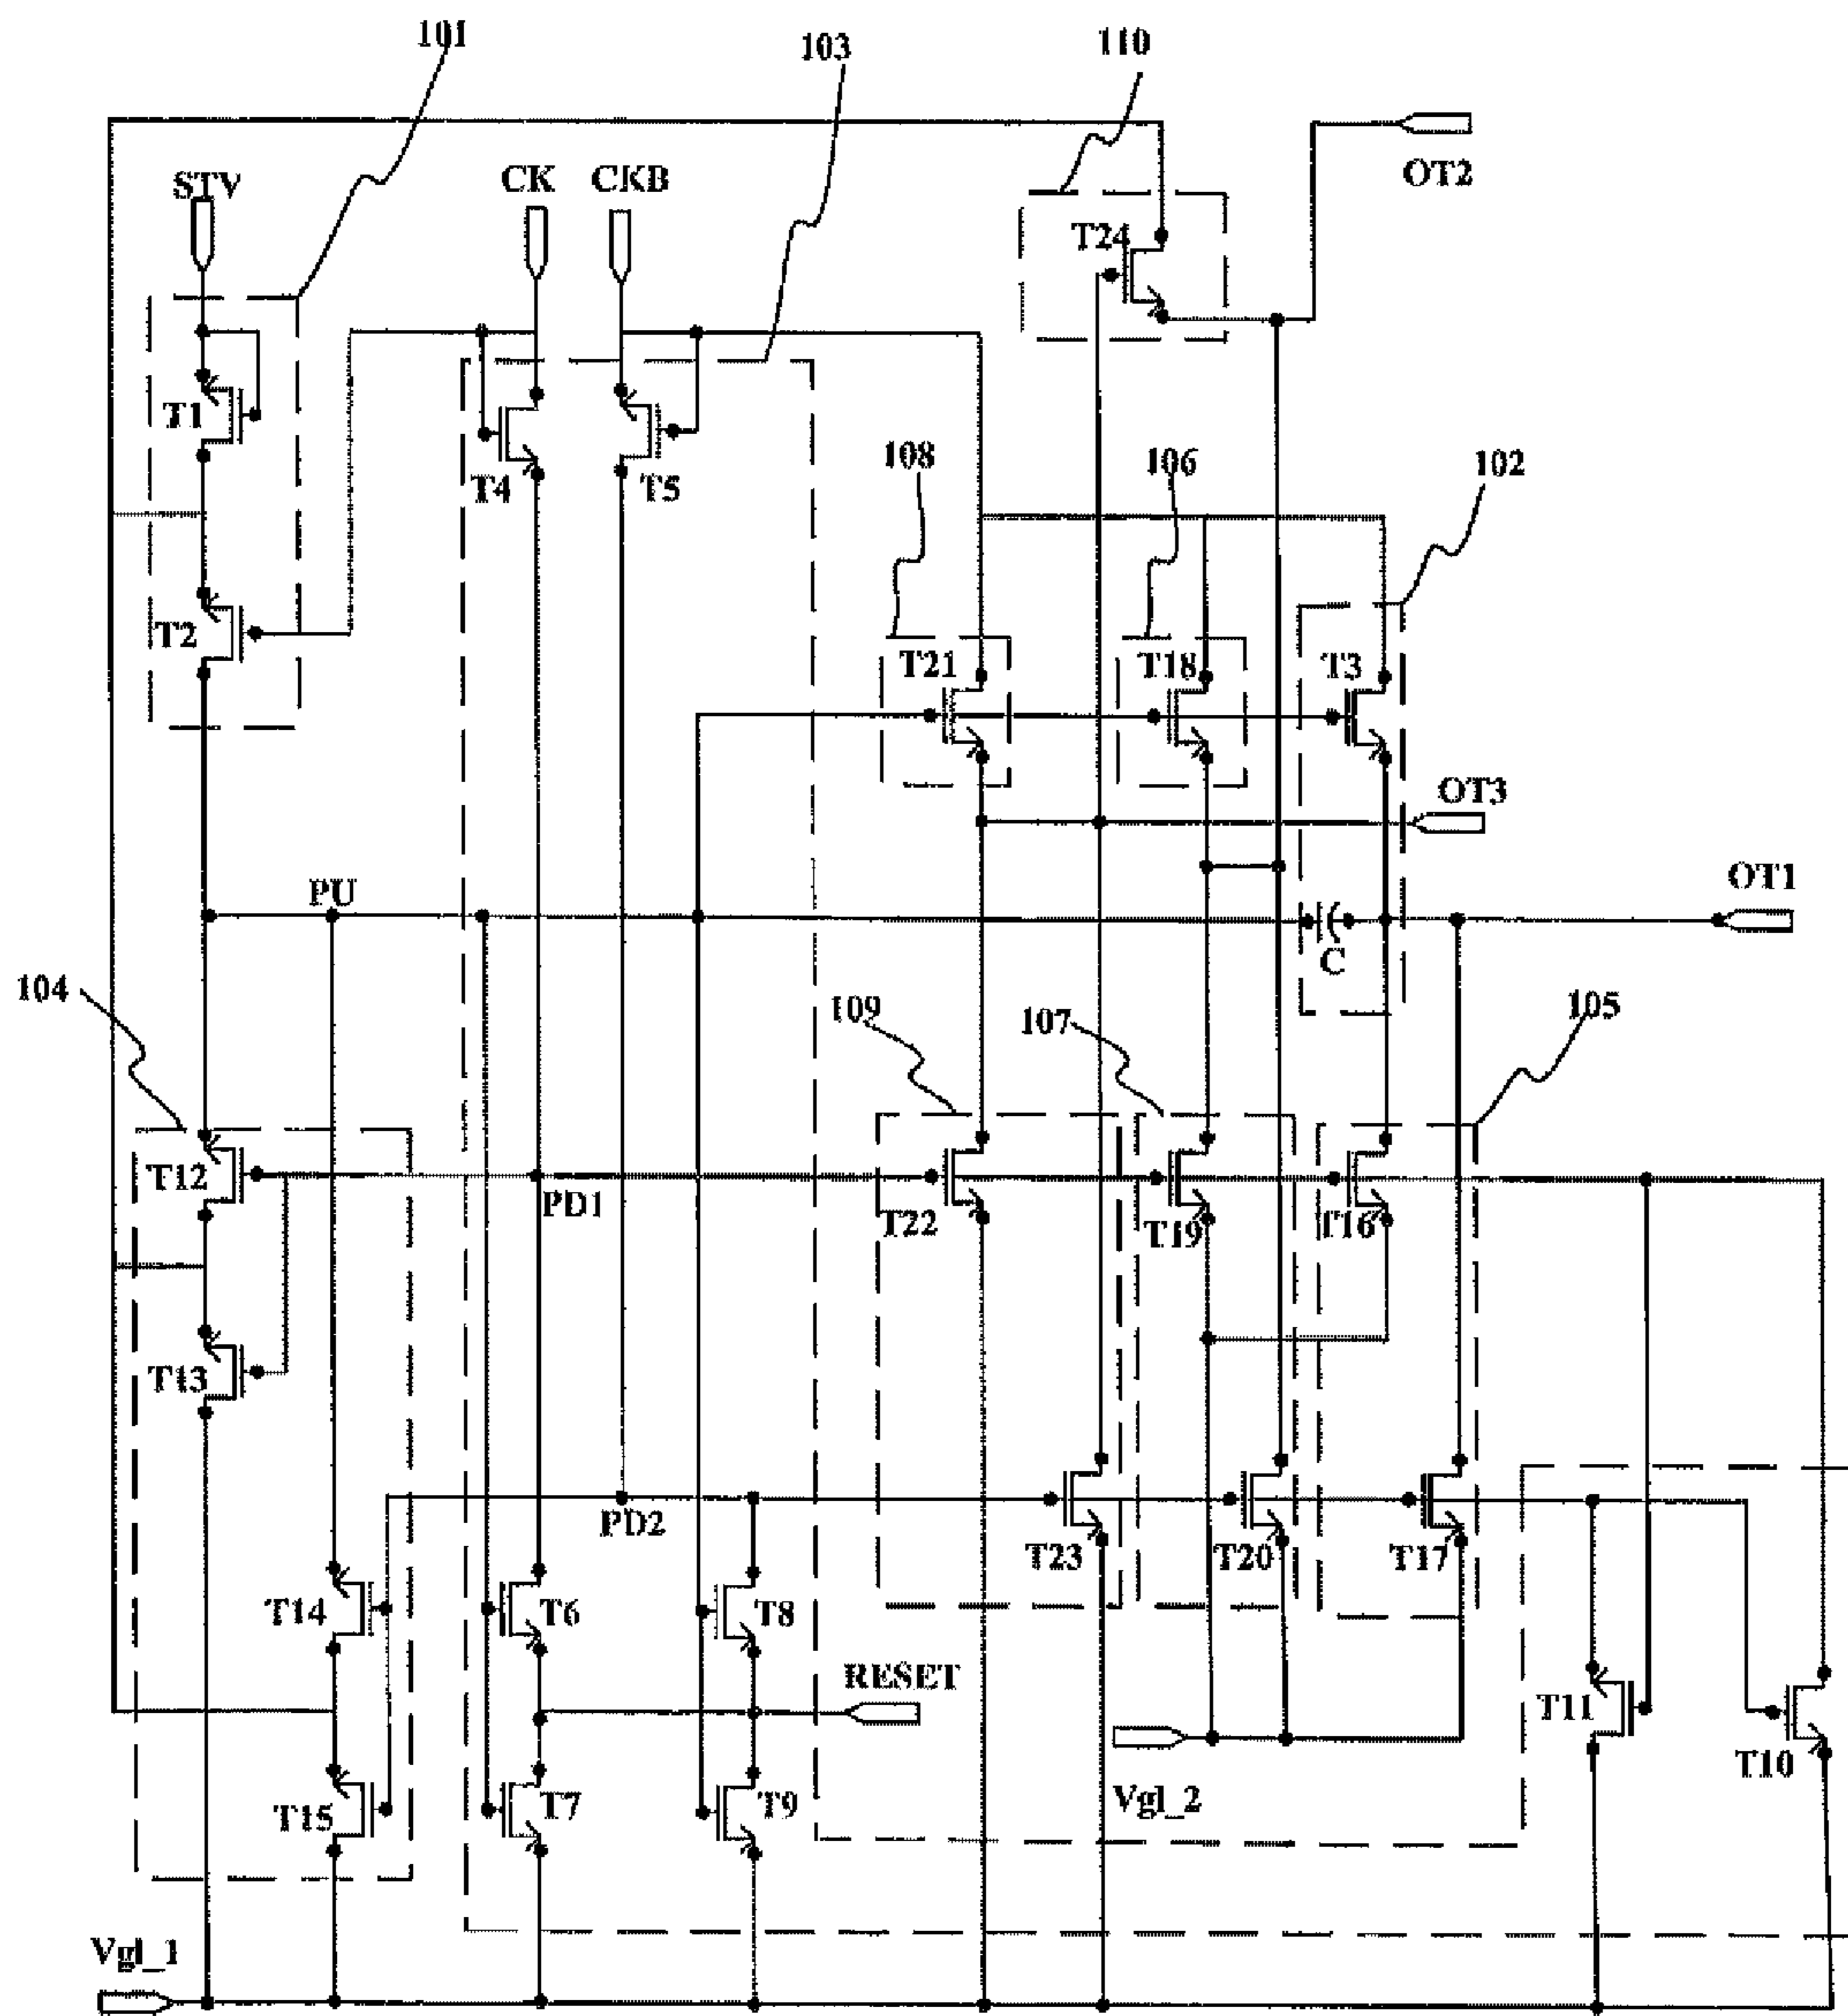 101
103
110
STV
CK
CKB
OT2
T24
T1
T4
T5
108
106
102
T2
T21
T18
T3
OT3
PU
OT1
C
104
109
107
105
T12
PD1
T22
T19
T16
T13
PD2
T23
T20
T17
T14
T6
T8
RESET
T11
T10
T15
T7
T9
Vgl_2
Vgl_1